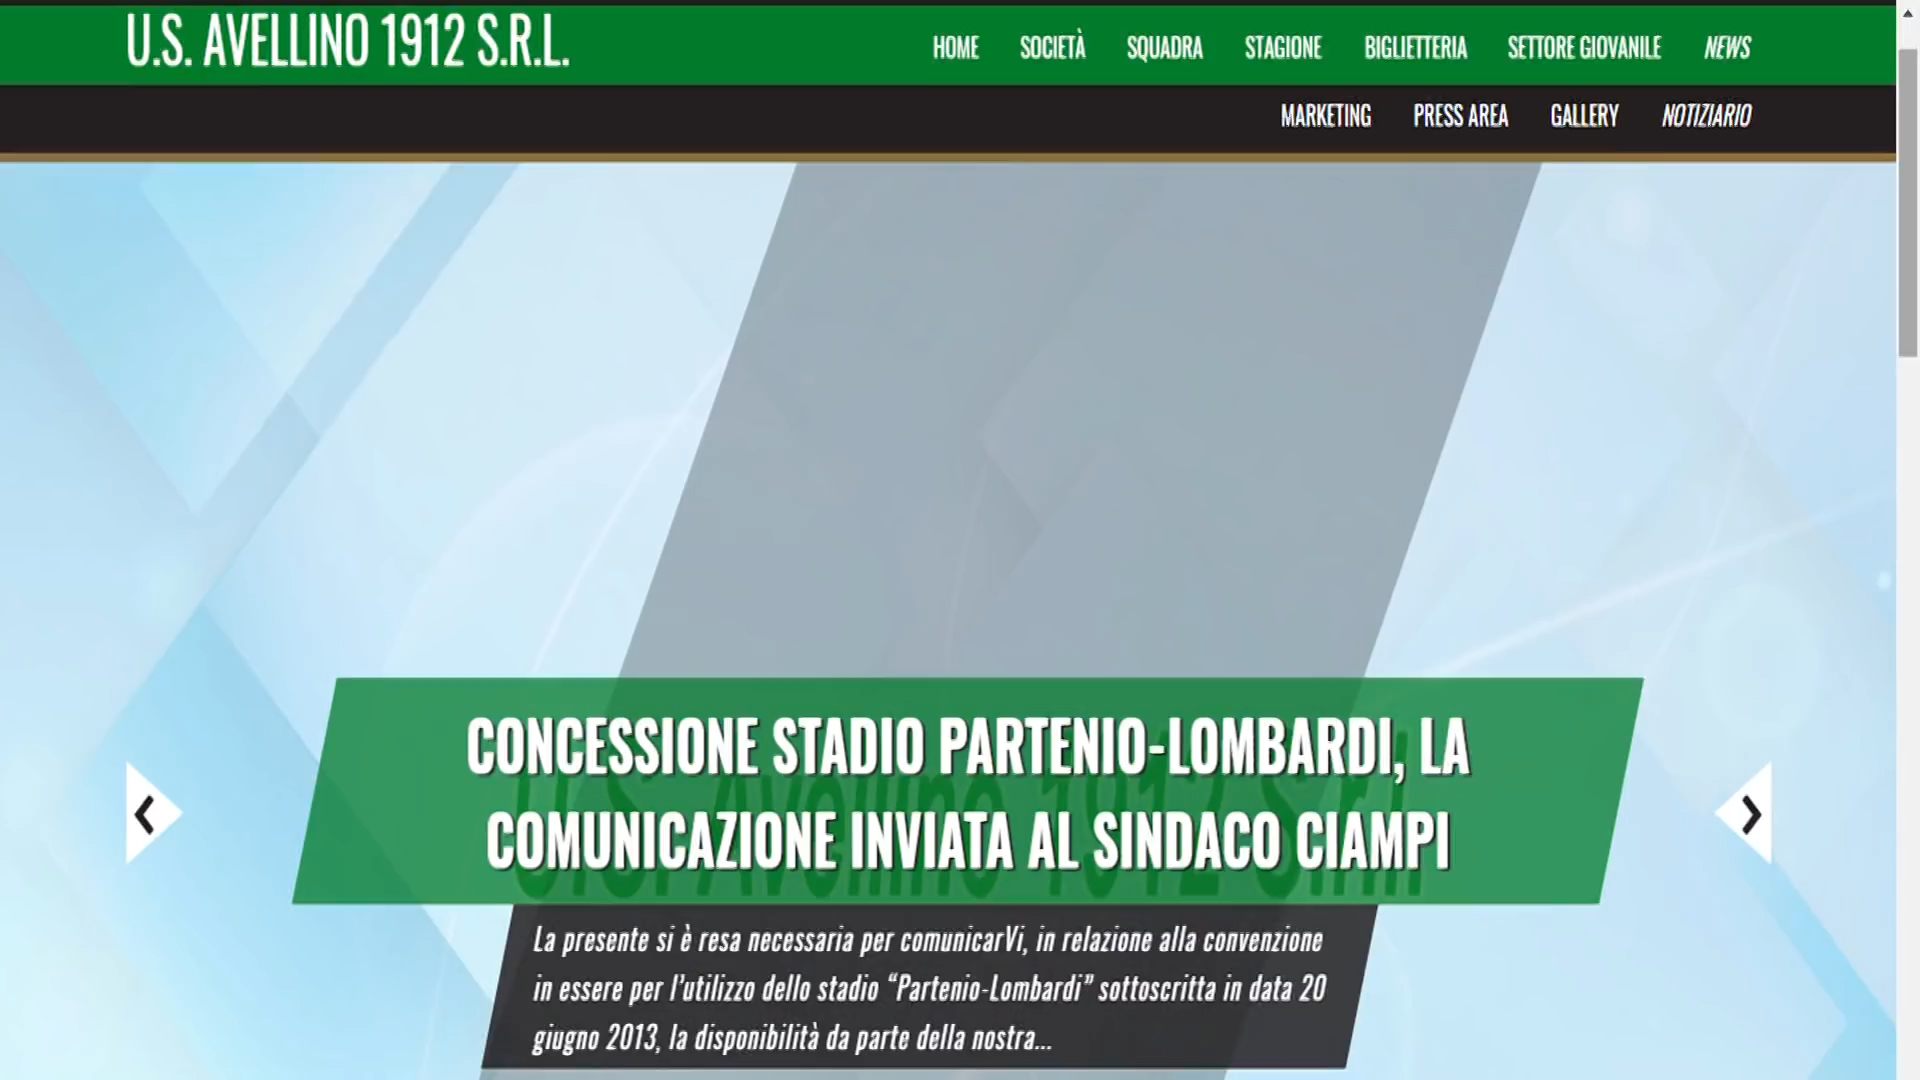 U.S. AVELLINO 1912 S.R.L.
HOME SOCIETÀ SQUADRA STAGIONE BIGLIETTERIA SETTORE GIOVANILE NEWS
MARKETING PRESS AREA GALLERY NOTIZIARIO
CONCESSIONE STADIO PARTENIO-LOMBARDI, LA
COMUNICAZIONE INVIATA AL SINDACO CIAMPI
U.S. Avellino 1912 S.r.l.
La presente si è resa necessaria per comunicarVi, in relazione alla convenzione
in essere per l'utilizzo dello stadio “Partenio-Lombardi” sottoscritta in data 20
giugno 2013, la disponibilità da parte della nostra...